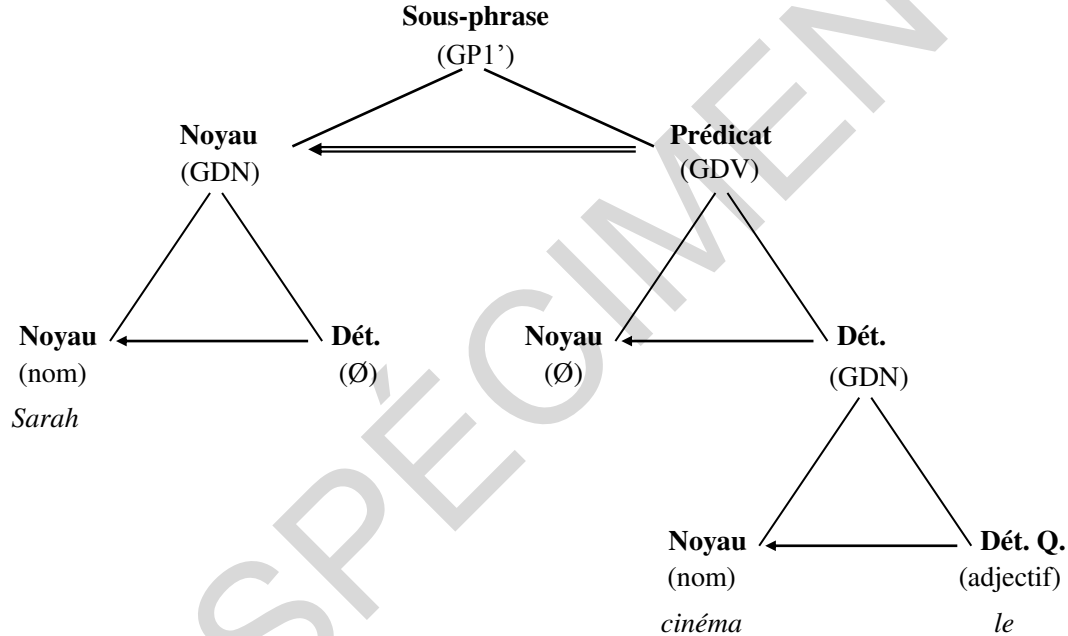 Sous-phrase
(GP1’)
Noyau Prédicat
(GDN) (GDV)
Noyau Dét. Noyau Dét.
(nom) (Ø) (Ø) (GDN)
Sarah
Noyau Dét. Q.
(nom) (adjectif)
cinéma le
SPÉCIMEN